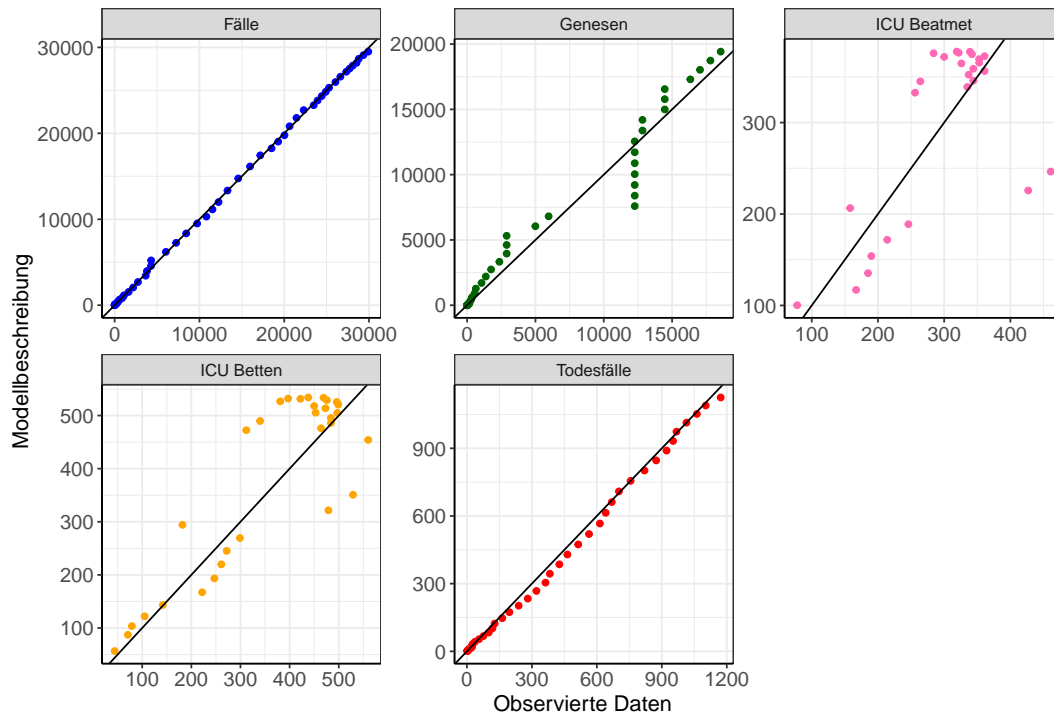 Fälle
Genesen
ICU Beatmet
30000
20000
10000
0
0 10000 20000 30000
20000
15000
10000
5000
0
0 5000 10000 15000
300
200
100
100 200 300 400
ICU Betten
Todesfälle
500
400
300
200
100
100 200 300 400 500
900
600
300
0
0 300 600 900 1200
Modellbeschreibung
Observierte Daten